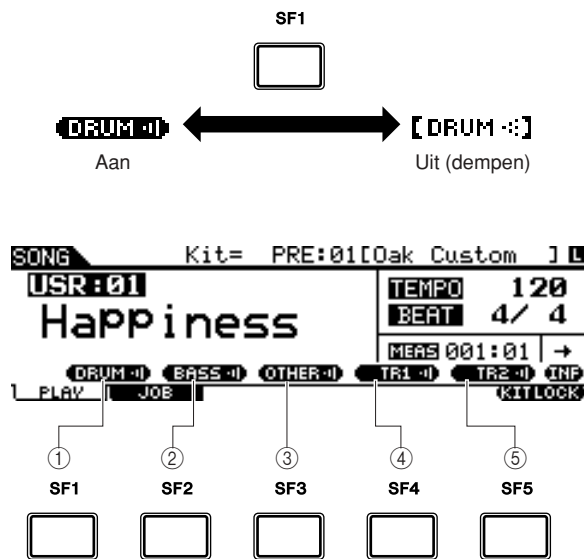 SF1
DRUM [DRUM]
Aan Uit (dempen)
SONG Kit= PRE:01[Oak Custom ] L
USR:01 TEMPO 120
Happiness BEAT 4/ 4
MEAS 001:01 →
DRUM BASS OTHER TR1 TR2 INP
PLAY JOB KITLOCK
① ② ③ ④ ⑤
SF1 SF2 SF3 SF4 SF5